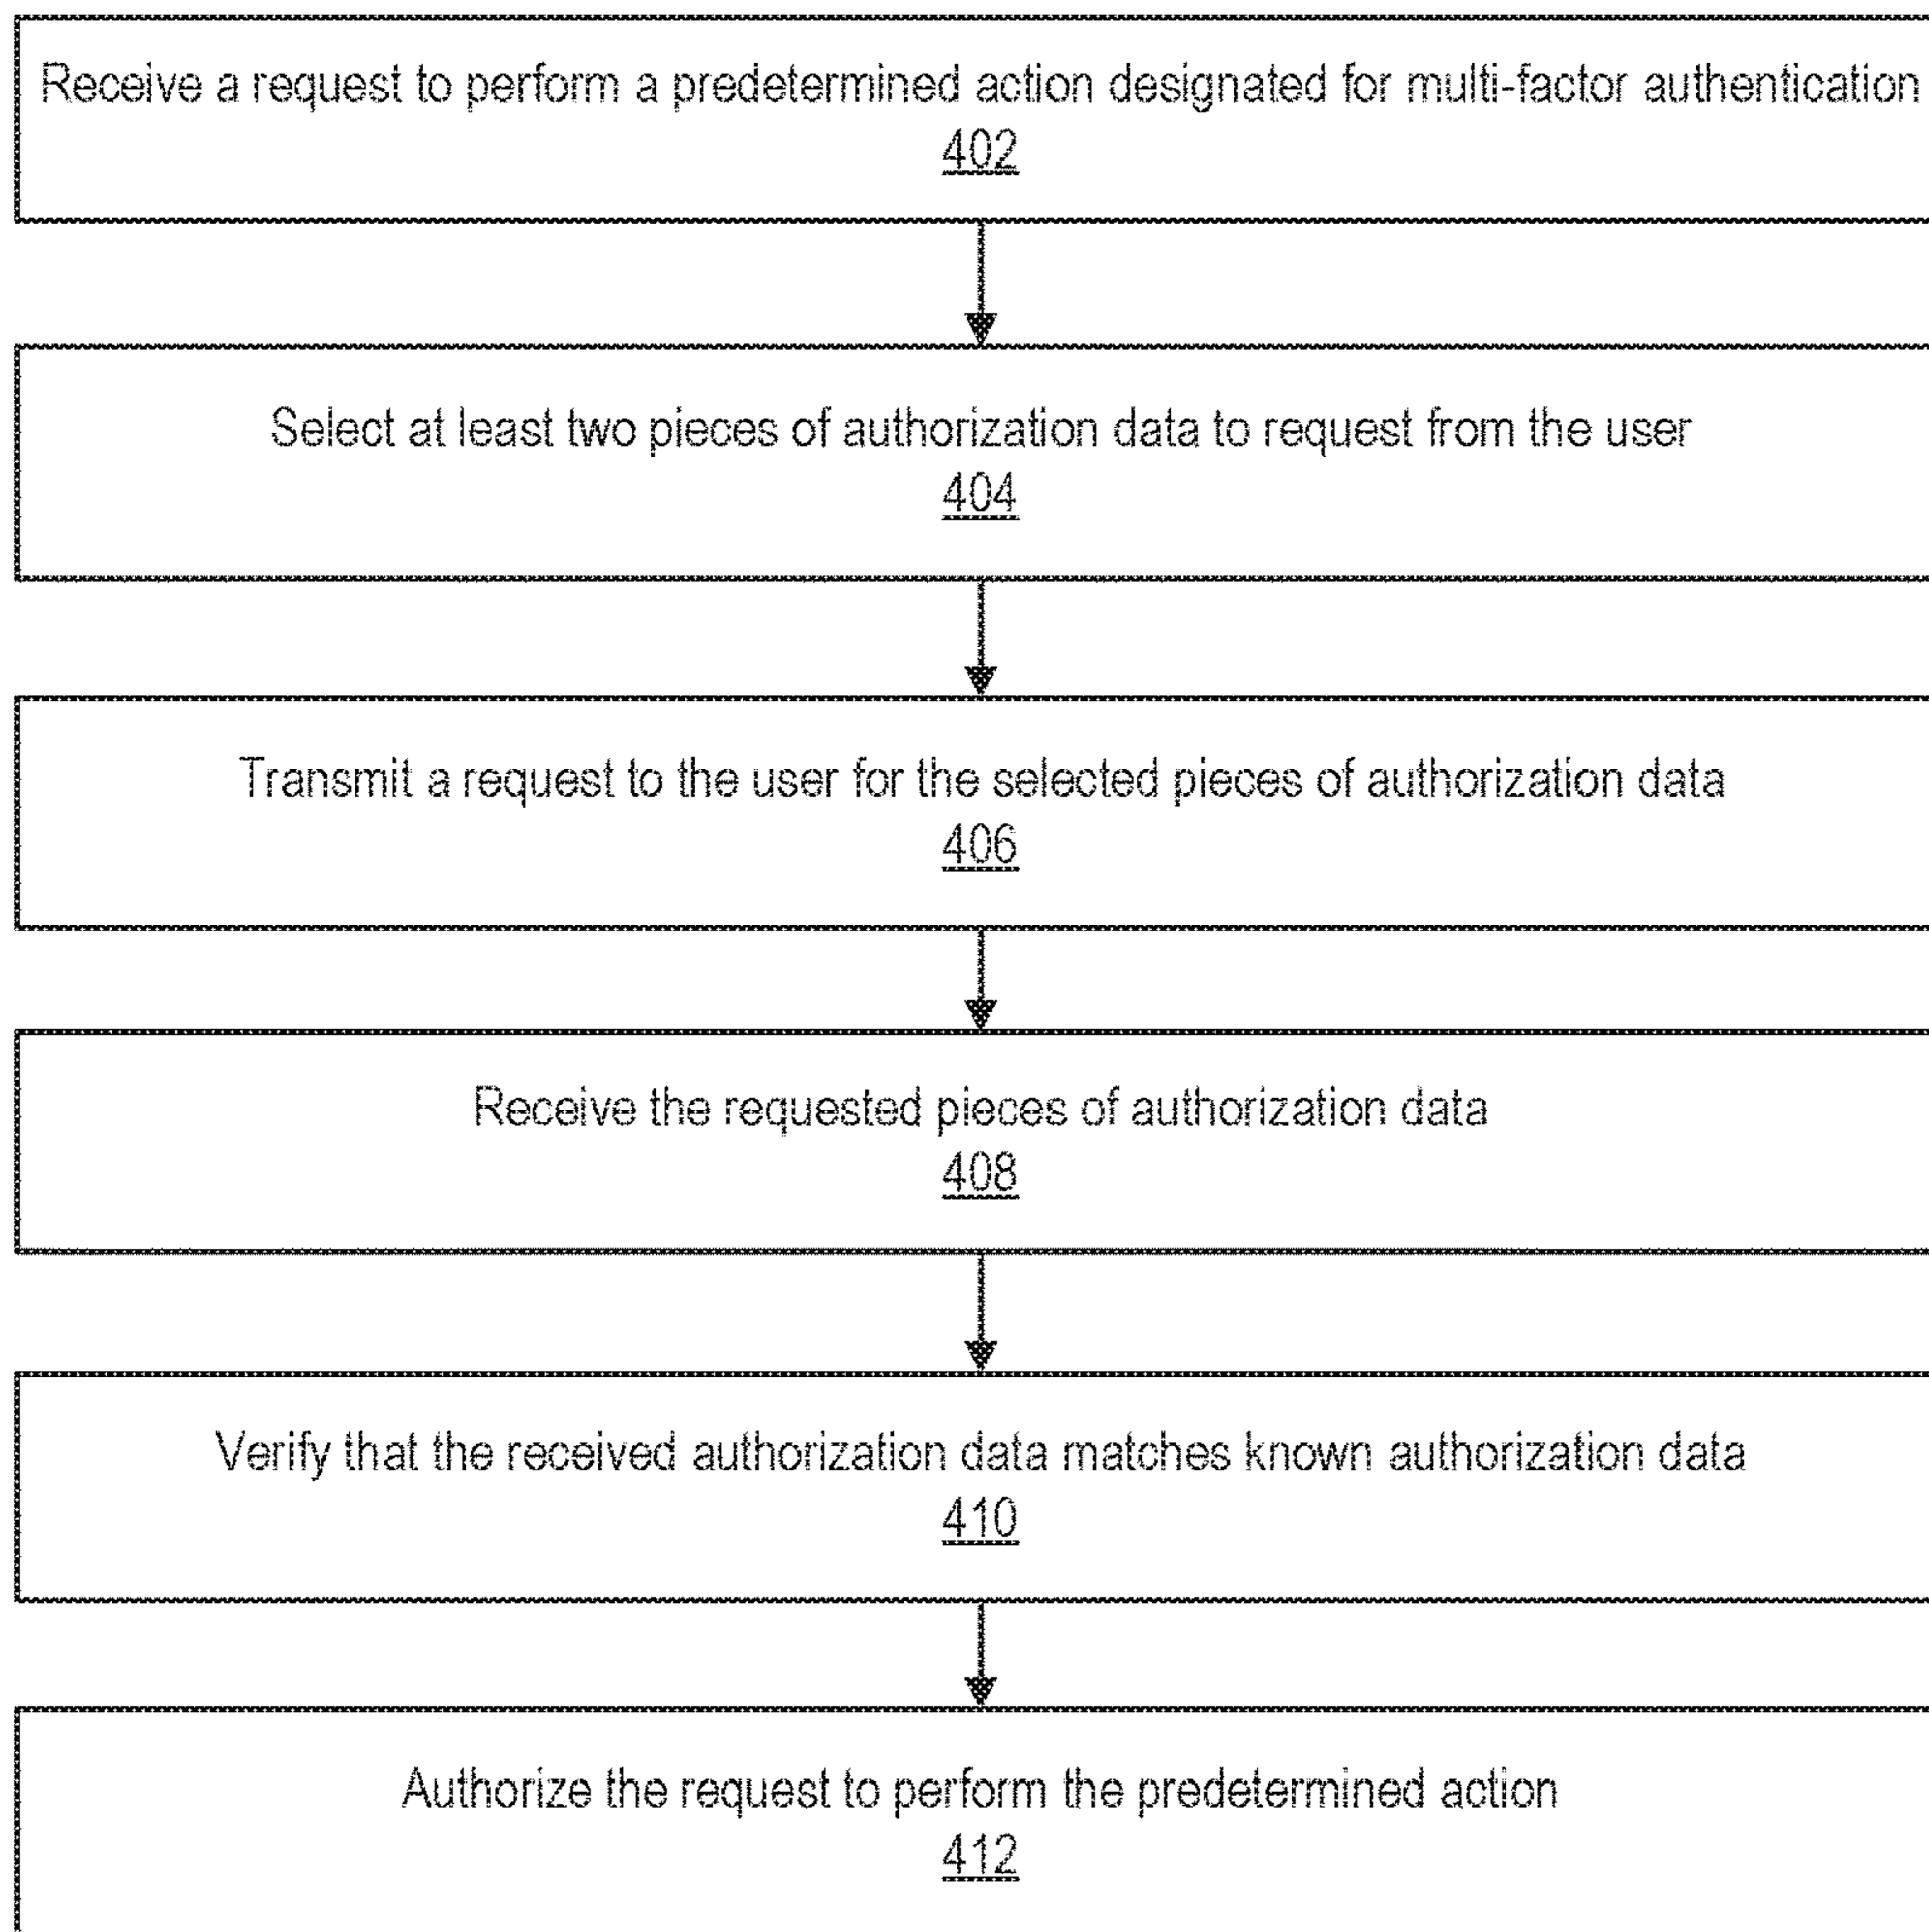 Receive a request to perform a predetermined action designated for multi-factor authentication
402
Select at least two pieces of authorization data to request from the user
404
Transmit a request to the user for the selected pieces of authorization data
406
Receive the requested pieces of authorization data
408
Verify that the received authorization data matches known authorization data
410
Authorize the request to perform the predetermined action
412